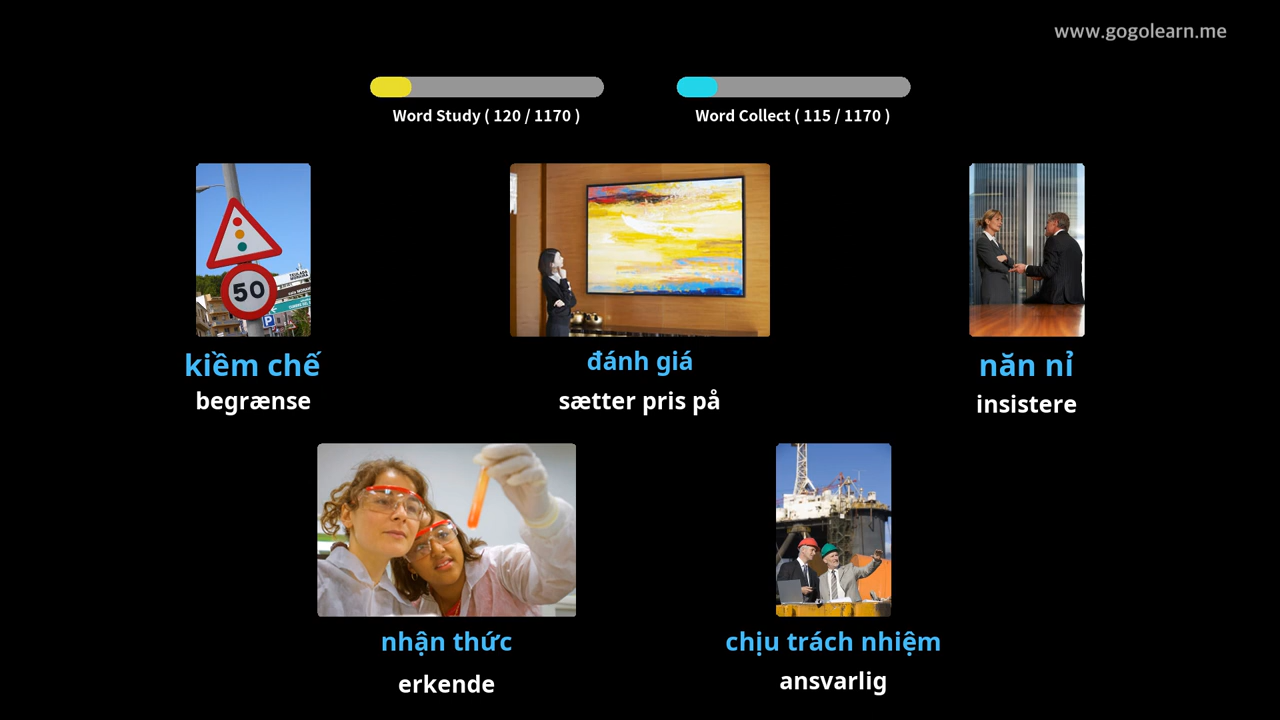 www.gogolearn.me
Word Study ( 120 / 1170 )
Word Collect ( 115 / 1170 )
50
P
kiềm chế
begrænse
đánh giá
sætter pris på
năn nỉ
insistere
nhận thức
erkende
chịu trách nhiệm
ansvarlig